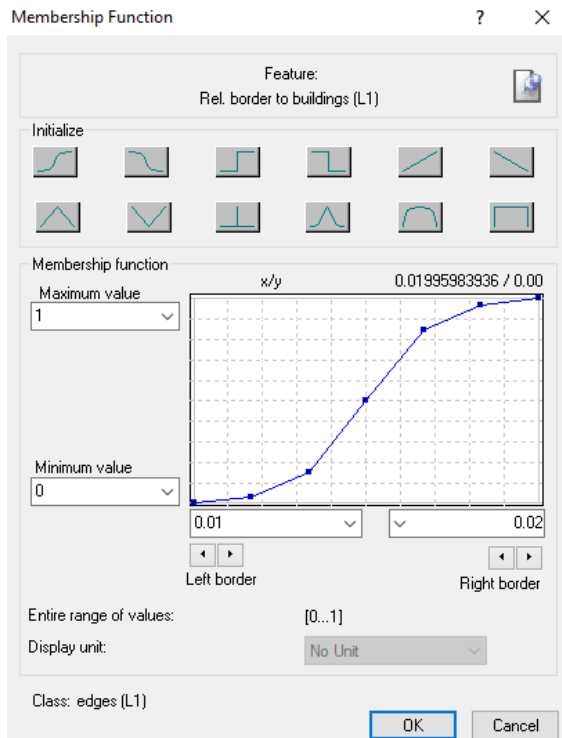 Membership Function ? ×
Feature:
Rel. border to buildings (L1)
Initialize
Membership function
x/y 0.01995983936 / 0.00
Maximum value
1
Minimum value
0
0.01 0.02
Left border Right border
Entire range of values: [0...1]
Display unit: No Unit
Class: edges (L1)
OK Cancel